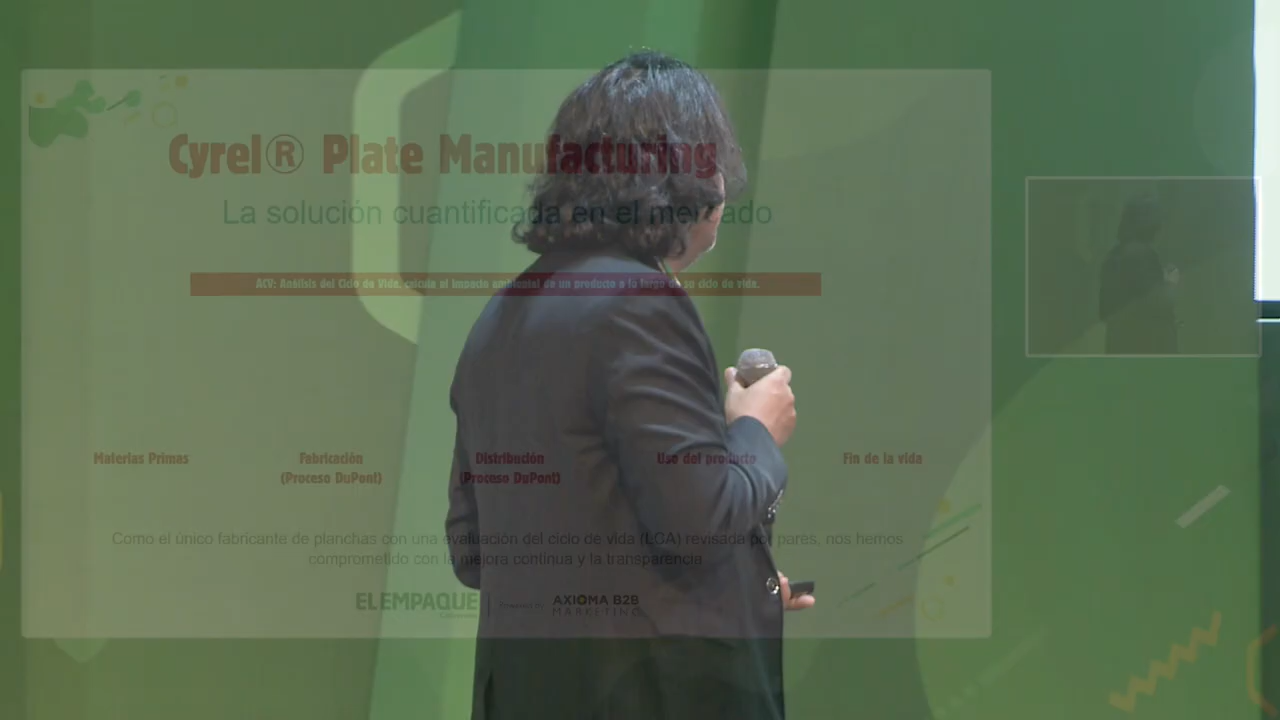 Cyrel® Plate Manufacturing
La solución cuantificada en el mercado
ACV: Análisis del Ciclo de Vida, calcula el impacto ambiental de un producto a lo largo de su ciclo de vida.
Materias Primas
Fabricación
(Proceso DuPont)
Distribución
(Proceso DuPont)
Uso del producto
Fin de la vida
Como el único fabricante de planchas con una evaluación del ciclo de vida (LCA) revisada por pares, nos hemos
comprometido con la mejora continua y la transparencia
ELEMPAQUE
AXIOMA B2B
MARKETING